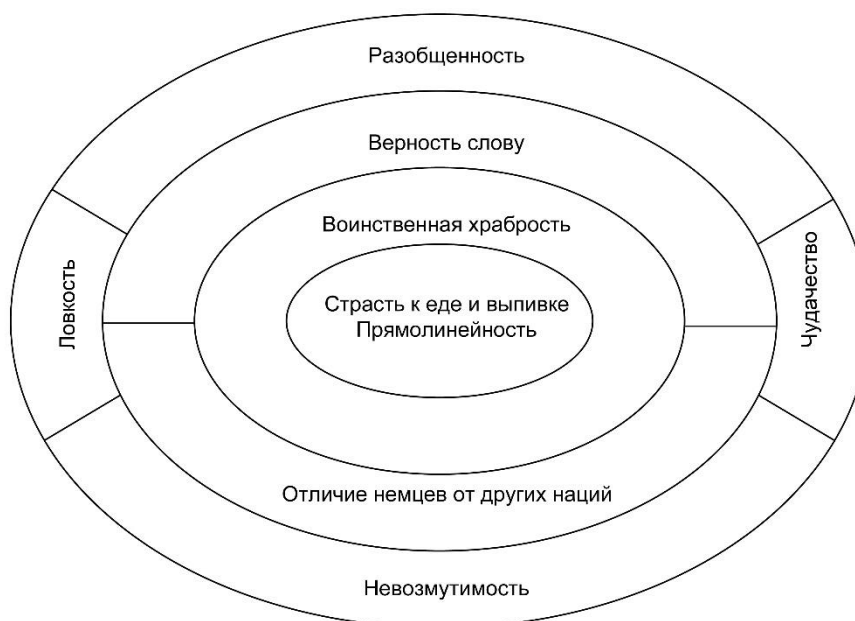 Разобщенность
Верность слову
Воинственная храбрость
Ловкость
Страсть к еде и выпивке
Прямолинейность
Чудачество
Отличие немцев от других наций
Невозмутимость